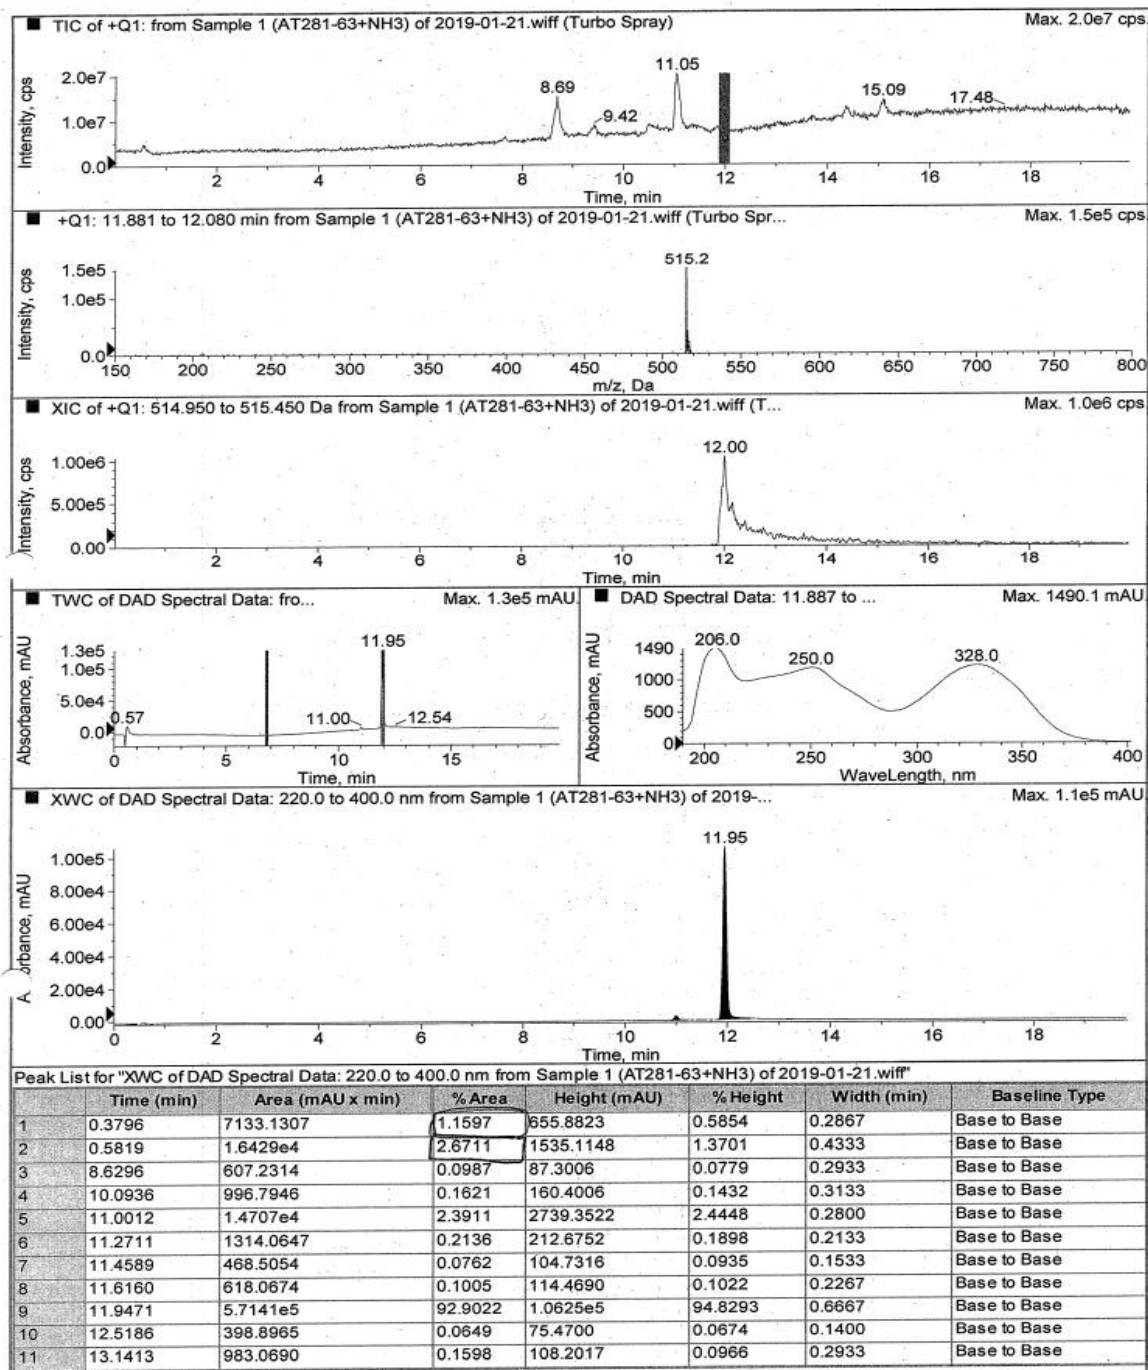 TIC of +Q1: from Sample 1 (AT281-63+NH3) of 2019-01-21.wiff (Turbo Spray) Max. 2.0e7 cps.
Intensity, cps
2.0e7
1.0e7
0.0
8.69
9.42
11.05
15.09
17.48
2 4 6 8 10 12 14 16 18
Time, min
+Q1: 11.881 to 12.080 min from Sample 1 (AT281-63+NH3) of 2019-01-21.wiff (Turbo Spr... Max. 1.5e5 cps.
Intensity, cps
1.5e5
1.0e5
0.0
515.2
150 200 250 300 350 400 450 500 550 600 650 700 750 800
m/z, Da
XIC of +Q1: 514.950 to 515.450 Da from Sample 1 (AT281-63+NH3) of 2019-01-21.wiff (T... Max. 1.0e6 cps.
Intensity, cps
1.00e6
5.00e5
0.00
12.00
2 4 6 8 10 12 14 16 18
Time, min
TWC of DAD Spectral Data: fro... Max. 1.3e5 mAU.
Absorbance, mAU
1.3e5
1.0e5
5.0e4
0.0
0.57
11.00
11.95
12.54
0 5 10 15
Time, min
DAD Spectral Data: 11.887 to ... Max. 1490.1 mAU.
Absorbance, mAU
1490
1000
500
0
206.0
250.0
328.0
200 250 300 350 400
WaveLength, nm
XWC of DAD Spectral Data: 220.0 to 400.0 nm from Sample 1 (AT281-63+NH3) of 2019-... Max. 1.1e5 mAU.
A rbance, mAU
1.00e5
8.00e4
6.00e4
4.00e4
2.00e4
0.00
11.95
0 2 4 6 8 10 12 14 16 18
Time, min
Peak List for "XWC of DAD Spectral Data: 220.0 to 400.0 nm from Sample 1 (AT281-63+NH3) of 2019-01-21.wiff"
Time (min) Area (mAU x min) % Area Height (mAU) % Height Width (min) Baseline Type
1 0.3796 7133.1307 1.1597 655.8823 0.5854 0.2867 Base to Base
2 0.5819 1.6429e4 2.6711 1535.1148 1.3701 0.4333 Base to Base
3 8.6296 607.2314 0.0987 87.3006 0.0779 0.2933 Base to Base
4 10.0936 996.7946 0.1621 160.4006 0.1432 0.3133 Base to Base
5 11.0012 1.4707e4 2.3911 2739.3522 2.4448 0.2800 Base to Base
6 11.2711 1314.0647 0.2136 212.6752 0.1898 0.2133 Base to Base
7 11.4589 468.5054 0.0762 104.7316 0.0935 0.1533 Base to Base
8 11.6160 618.0674 0.1005 114.4690 0.1022 0.2267 Base to Base
9 11.9471 5.7141e5 92.9022 1.0625e5 94.8293 0.6667 Base to Base
10 12.5186 398.8965 0.0649 75.4700 0.0674 0.1400 Base to Base
11 13.1413 983.0690 0.1598 108.2017 0.0966 0.2933 Base to Base